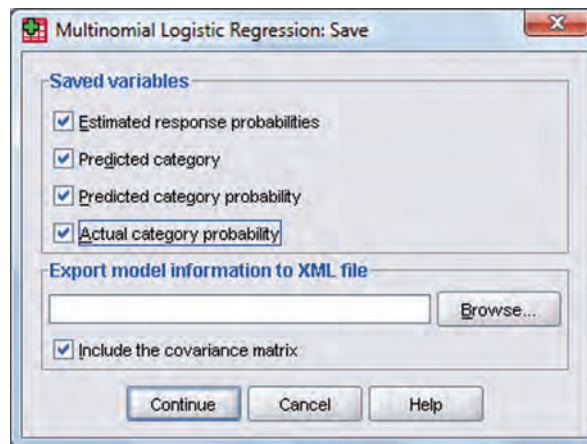 Multinomial Logistic Regression: Save
Saved variables
Estimated response probabilities
Predicted category
Predicted category probability
Actual category probability
Export model information to XML file
Browse...
Include the covariance matrix
Continue Cancel Help